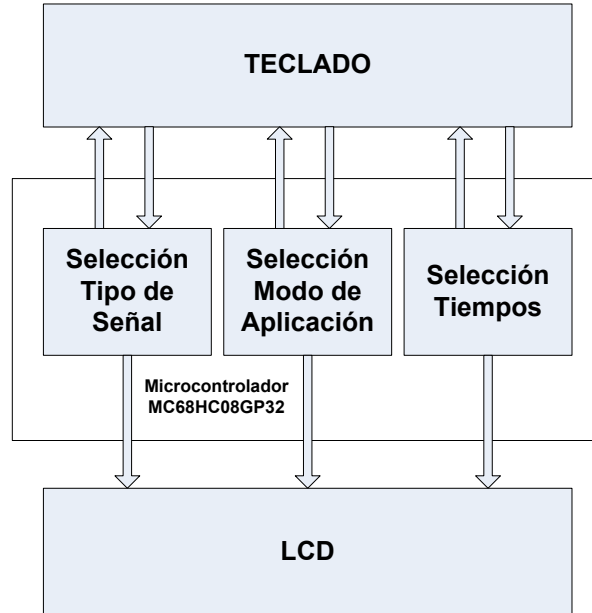 TECLADO
Selección
Tipo de
Señal
Selección
Modo de
Aplicación
Selección
Tiempos
Microcontrolador
MC68HC08GP32
LCD